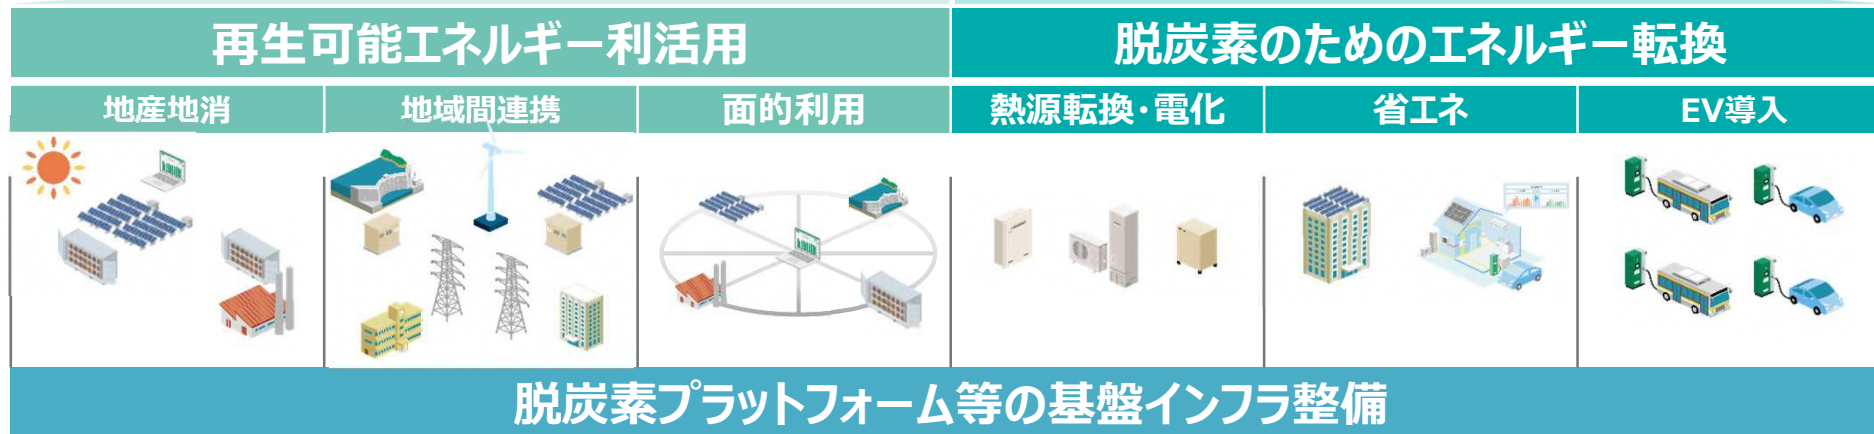 再生可能エネルギー利活用
脱炭素のためのエネルギー転換
地産地消
地域間連携
面的利用
熱源転換・電化
省エネ
EV導入
脱炭素プラットフォーム等の基盤インフラ整備